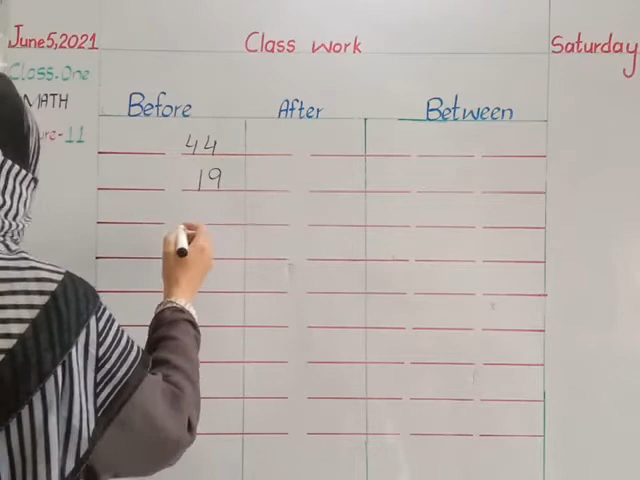 June 5, 2021 Class work Saturday
Class. One
MATH
11
Before After Between
44
19